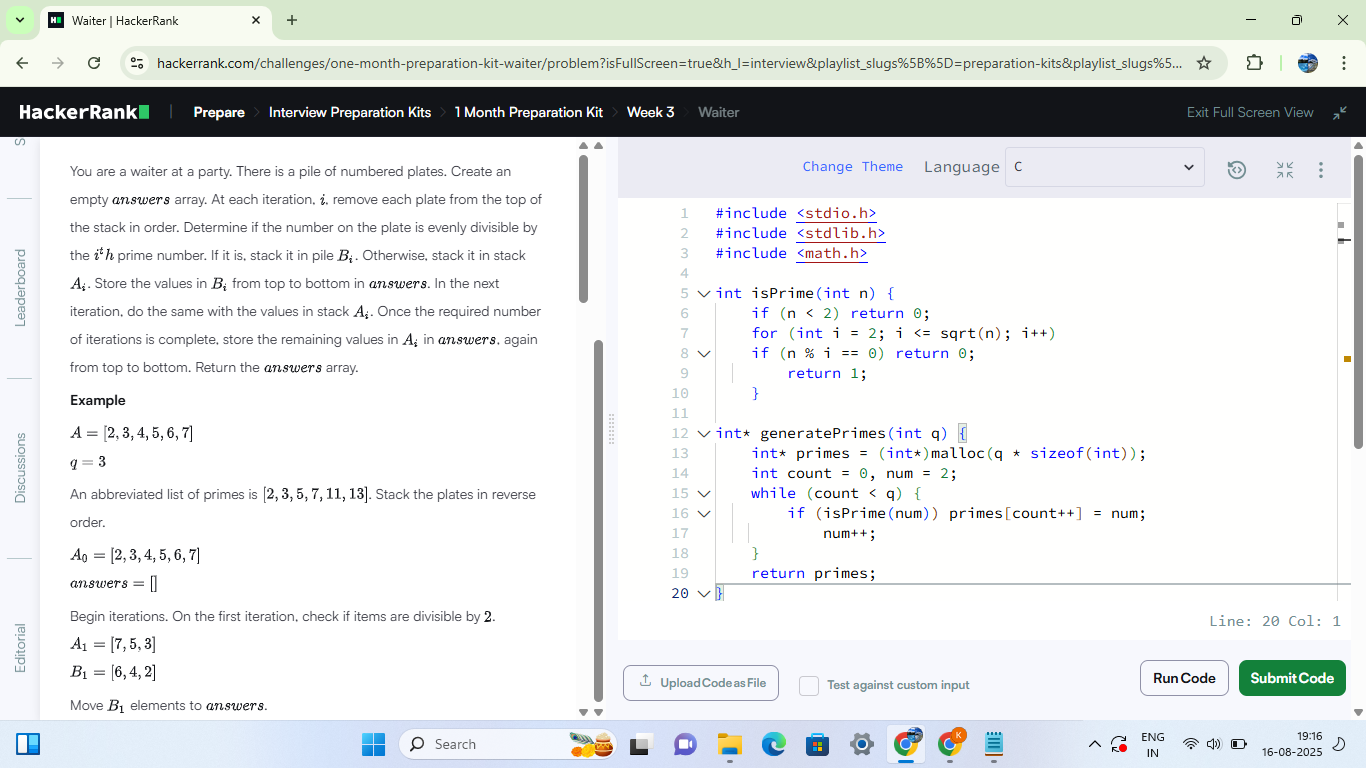 Waiter | HackerRank
hackerrank.com/challenges/one-month-preparation-kit-waiter/problem?isFullScreen=true&h_l=interview&playlist_slugs%5B%5D=preparation-kits&playlist_slugs%5...
HackerRank
Prepare
Interview Preparation Kits
1 Month Preparation Kit
Week 3
Waiter
Exit Full Screen View
S
Leaderboard
Discussions
Editorial
You are a waiter at a party. There is a pile of numbered plates. Create an
empty answers array. At each iteration, i, remove each plate from the top of
the stack in order. Determine if the number on the plate is evenly divisible by
the iᵗh prime number. If it is, stack it in pile Bᵢ. Otherwise, stack it in stack
Aᵢ. Store the values in Bᵢ from top to bottom in answers. In the next
iteration, do the same with the values in stack Aᵢ. Once the required number
of iterations is complete, store the remaining values in Aᵢ in answers, again
from top to bottom. Return the answers array.
Example
A = [2, 3, 4, 5, 6, 7]
q = 3
An abbreviated list of primes is [2, 3, 5, 7, 11, 13]. Stack the plates in reverse
order.
A₀ = [2, 3, 4, 5, 6, 7]
answers = []
Begin iterations. On the first iteration, check if items are divisible by 2.
A₁ = [7, 5, 3]
B₁ = [6, 4, 2]
Move B₁ elements to answers.
Change Theme
Language
C
1 #include <stdio.h>
2 #include <stdlib.h>
3 #include <math.h>
4
5 int isPrime(int n) {
6 if (n < 2) return 0;
7 for (int i = 2; i <= sqrt(n); i++)
8 if (n % i == 0) return 0;
9 return 1;
10 }
11
12 int* generatePrimes(int q) {
13 int* primes = (int*)malloc(q * sizeof(int));
14 int count = 0, num = 2;
15 while (count < q) {
16 if (isPrime(num)) primes[count++] = num;
17 num++;
18 }
19 return primes;
20 }
Line: 20 Col: 1
Upload Code as File
Test against custom input
Run Code
Submit Code
Search
K
ENG
IN
19:16
16-08-2025